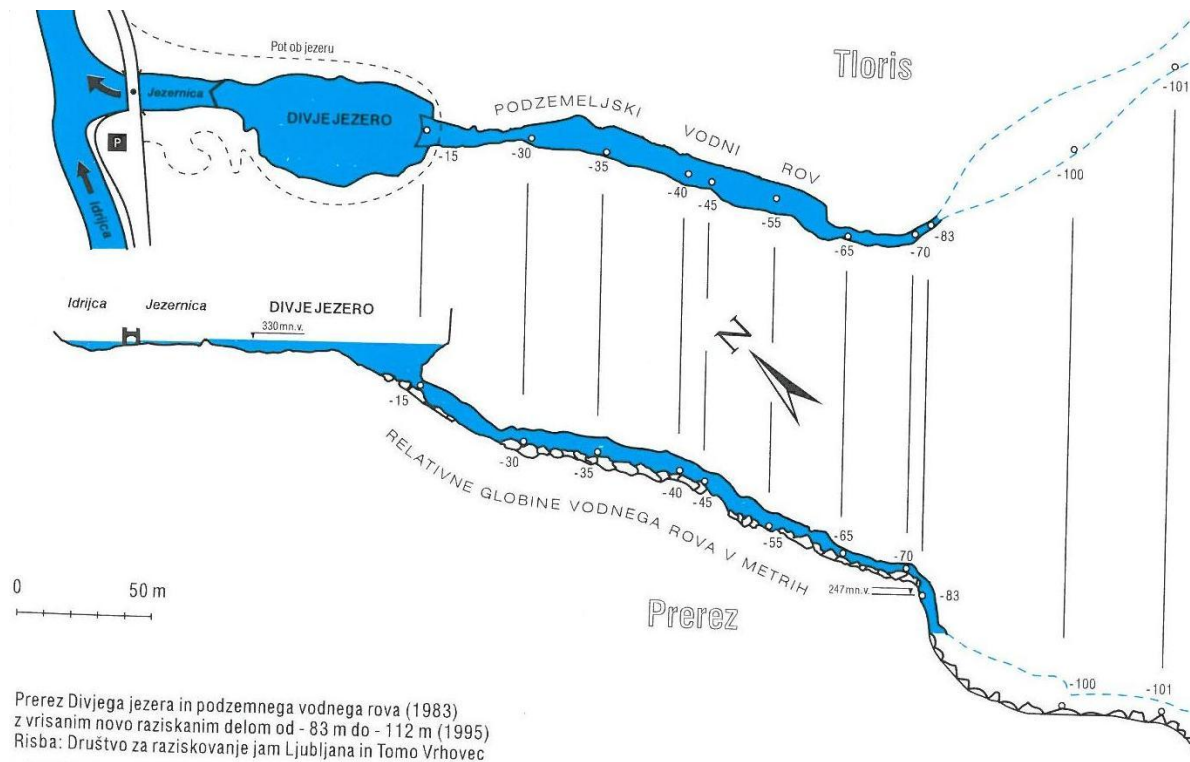 Pot ob jezeru
Tloris
Jezernica
DIVJE JEZERO
PODZEMELJSKI VODNI ROV
P
Idrijca
-15
-30
-35
-40
-45
-55
-65
-70
-83
-100
-101
Idrijca
Jezernica
DIVJE JEZERO
330 m n.v.
N
-15
-30
-35
-40
-45
-55
-65
-70
-83
247 m n.v.
-100
-101
RELATIVNE GLOBINE VODNEGA ROVA V METRIH
Prerez
0 50 m
Prerez Divjega jezera in podzemnega vodnega rova (1983)
z vrisanim novo raziskanim delom od - 83 m do - 112 m (1995)
Risba: Društvo za raziskovanje jam Ljubljana in Tomo Vrhovec